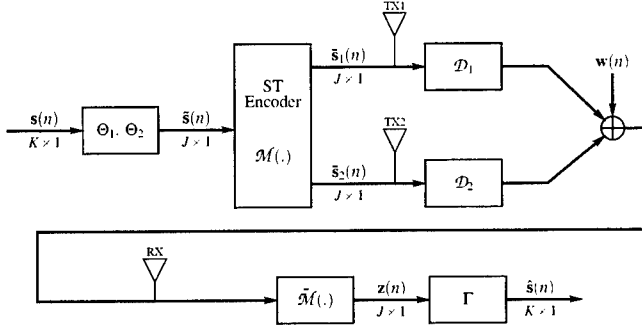 TX1
s̄₁(n)
J × 1
𝒟₁
w(n)
ST
Encoder
ℳ(.)
s(n)
K × 1
Θ₁, Θ₂
s̃(n)
J × 1
TX2
s̄₂(n)
J × 1
𝒟₂
RX
ℳ̄(.)
z(n)
J × 1
Γ
ŝ(n)
K × 1